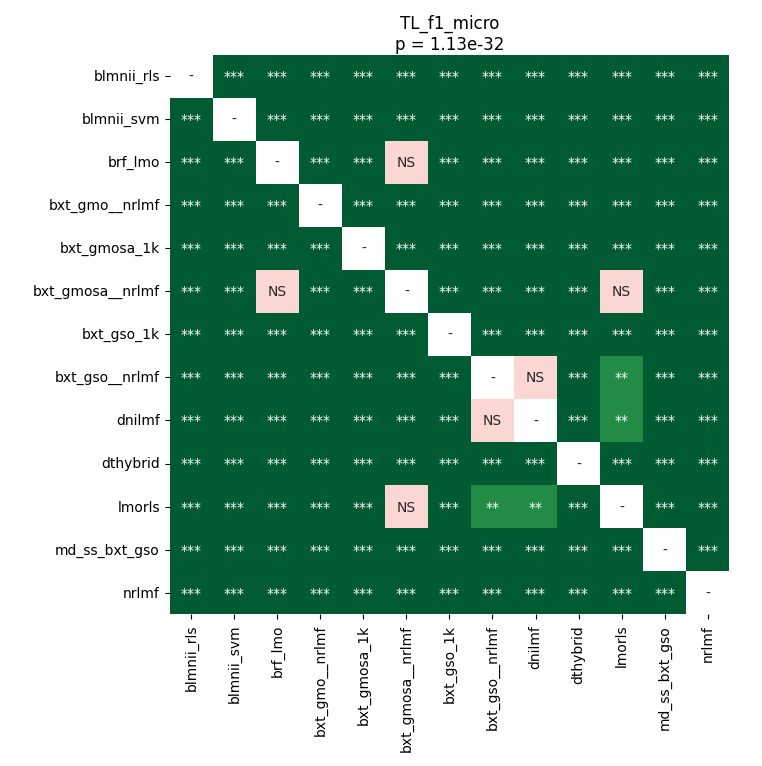 TL_f1_micro
p = 1.13e-32
blmnii_rls - *** *** *** *** *** *** *** *** *** *** *** ***
blmnii_svm *** - *** *** *** *** *** *** *** *** *** *** ***
brf_lmo *** *** - *** *** NS *** *** *** *** *** *** ***
bxt_gmo__nrlmf *** *** *** - *** *** *** *** *** *** *** *** ***
bxt_gmosa_1k *** *** *** *** - *** *** *** *** *** *** *** ***
bxt_gmosa__nrlmf *** *** NS *** *** - *** *** *** *** NS *** ***
bxt_gso_1k *** *** *** *** *** *** - *** *** *** *** *** ***
bxt_gso__nrlmf *** *** *** *** *** *** *** - NS *** ** *** ***
dnilmf *** *** *** *** *** *** *** NS - *** ** *** ***
dthybrid *** *** *** *** *** *** *** *** *** - *** *** ***
lmorls *** *** *** *** *** NS *** ** ** *** - *** ***
md_ss_bxt_gso *** *** *** *** *** *** *** *** *** *** *** - ***
nrlmf *** *** *** *** *** *** *** *** *** *** *** *** -
blmnii_rls
blmnii_svm
brf_lmo
bxt_gmo__nrlmf
bxt_gmosa_1k
bxt_gmosa__nrlmf
bxt_gso_1k
bxt_gso__nrlmf
dnilmf
dthybrid
lmorls
md_ss_bxt_gso
nrlmf